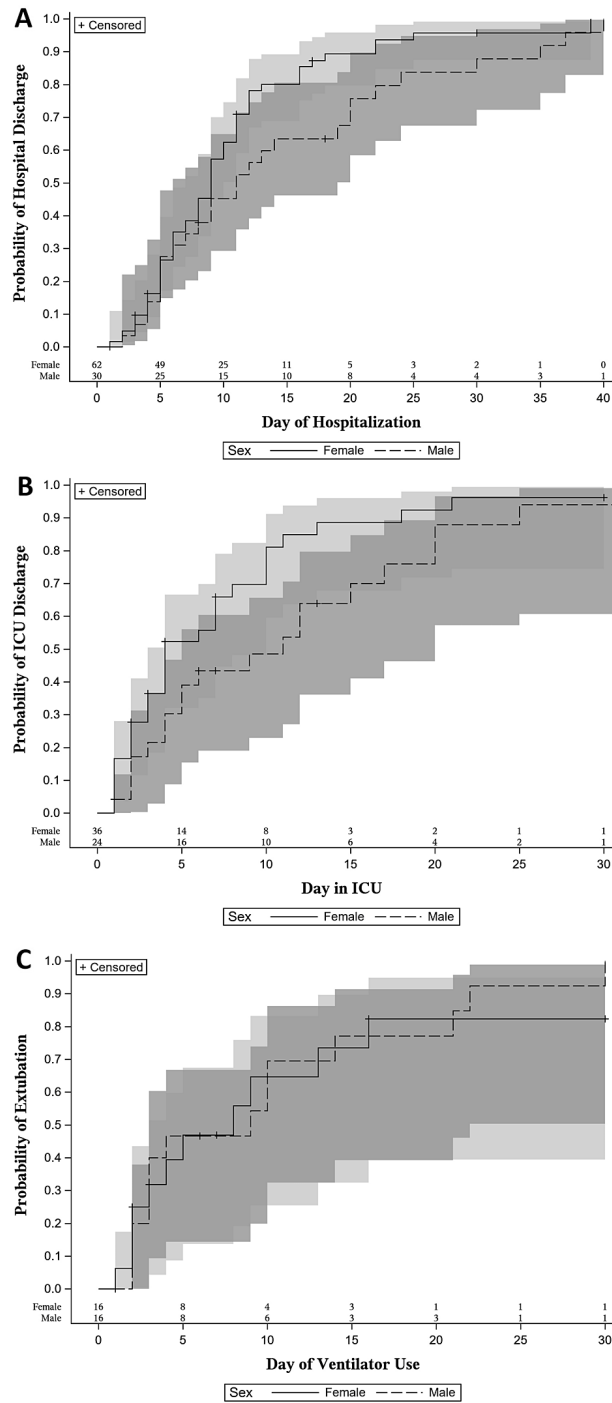 A
+ Censored
1.0
0.9
0.8
0.7
0.6
0.5
0.4
0.3
0.2
0.1
0.0
Probability of Hospital Discharge
Female 62 49 25 11 5 3 2 1 0
Male 30 25 15 10 8 4 4 3 1
0 5 10 15 20 25 30 35 40
Day of Hospitalization
Sex Female Male
B
+ Censored
1.0
0.9
0.8
0.7
0.6
0.5
0.4
0.3
0.2
0.1
0.0
Probability of ICU Discharge
Female 36 14 8 3 2 1 1
Male 24 16 10 6 4 2 1
0 5 10 15 20 25 30
Day in ICU
Sex Female Male
C
+ Censored
1.0
0.9
0.8
0.7
0.6
0.5
0.4
0.3
0.2
0.1
0.0
Probability of Extubation
Female 16 8 4 3 1 1 1
Male 16 8 6 3 3 1 1
0 5 10 15 20 25 30
Day of Ventilator Use
Sex Female Male